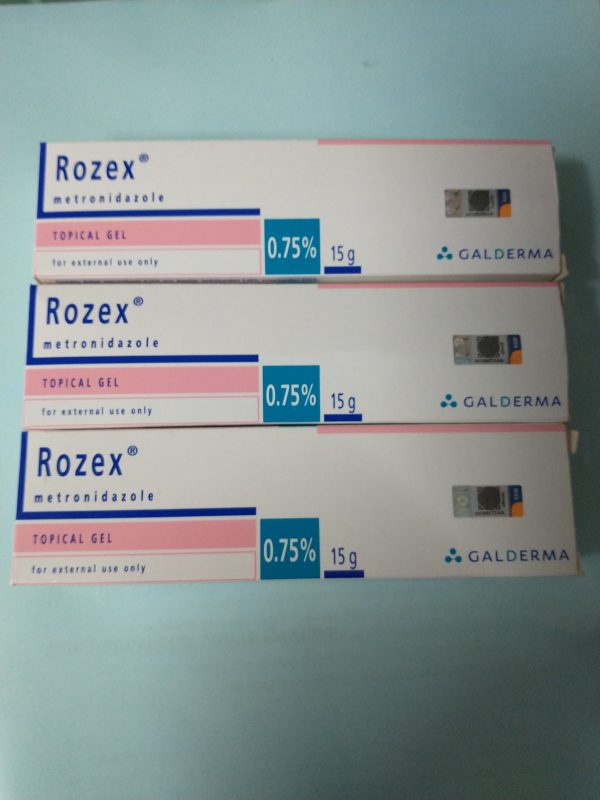 Rozex®
metronidazole
TOPICAL GEL
for external use only
0.75%
15 g
GALDERMA
Rozex®
metronidazole
TOPICAL GEL
for external use only
0.75%
15 g
GALDERMA
Rozex®
metronidazole
TOPICAL GEL
for external use only
0.75%
15 g
GALDERMA